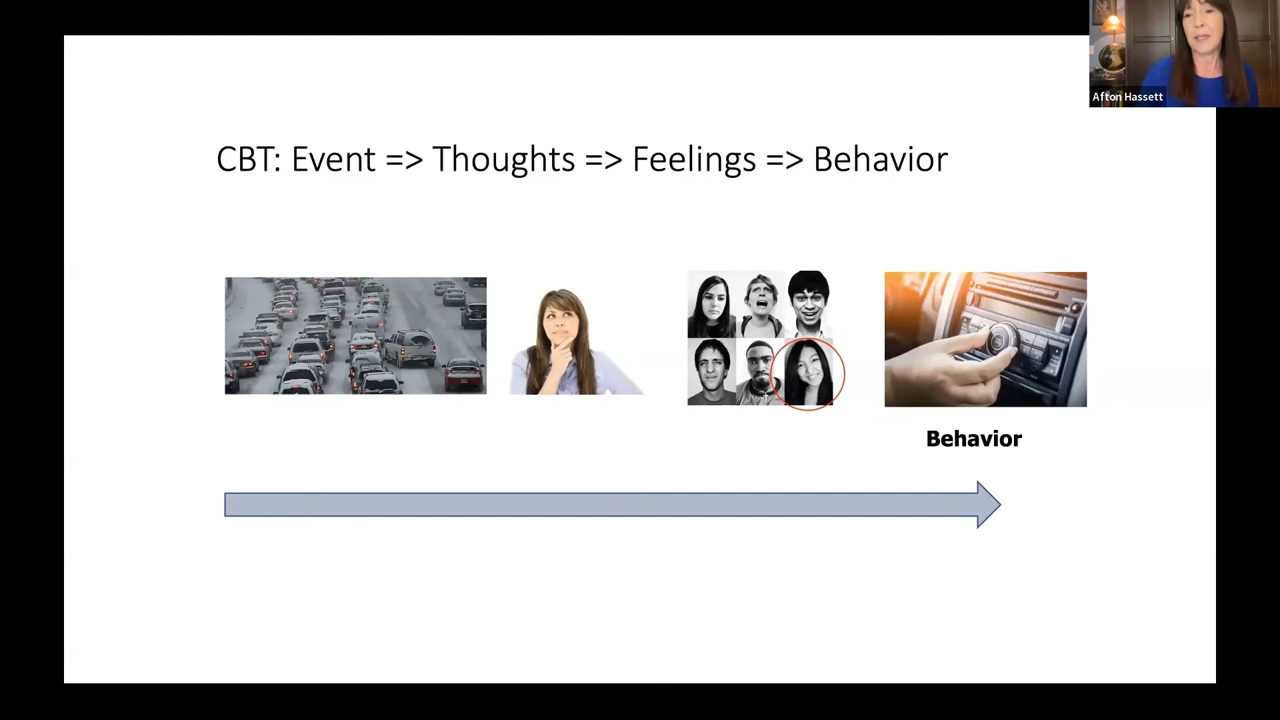 Afton Hassett
CBT: Event => Thoughts => Feelings => Behavior
Behavior